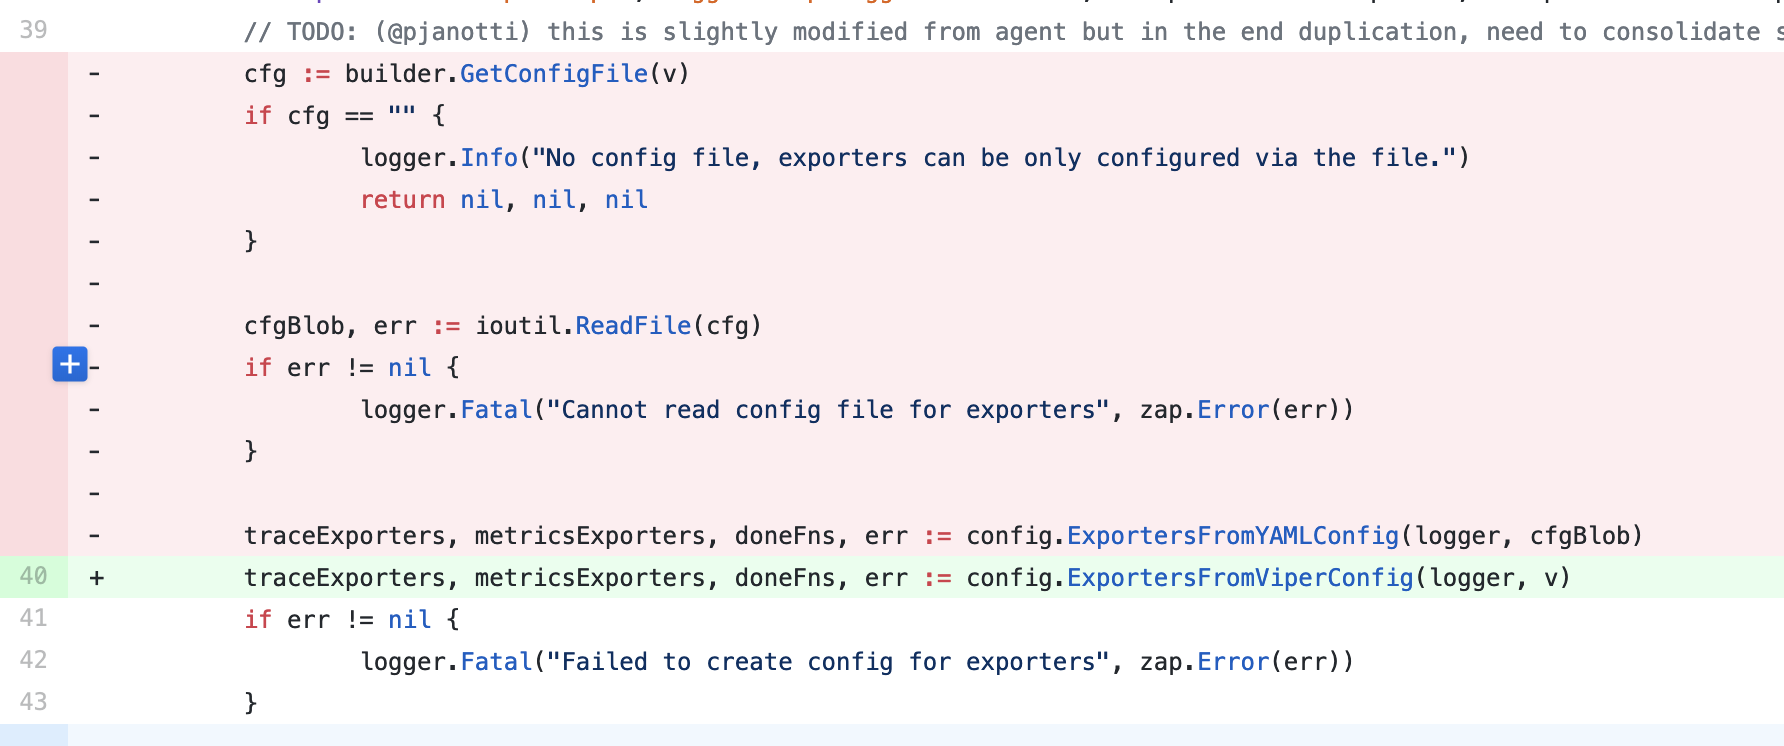 39 // TODO: (@pjanotti) this is slightly modified from agent but in the end duplication, need to consolidate
- cfg := builder.GetConfigFile(v)
- if cfg == "" {
- logger.Info("No config file, exporters can be only configured via the file.")
- return nil, nil, nil
- }
-
- cfgBlob, err := ioutil.ReadFile(cfg)
+ - if err != nil {
- logger.Fatal("Cannot read config file for exporters", zap.Error(err))
- }
-
- traceExporters, metricsExporters, doneFns, err := config.ExportersFromYAMLConfig(logger, cfgBlob)
40 + traceExporters, metricsExporters, doneFns, err := config.ExportersFromViperConfig(logger, v)
41 if err != nil {
42 logger.Fatal("Failed to create config for exporters", zap.Error(err))
43 }